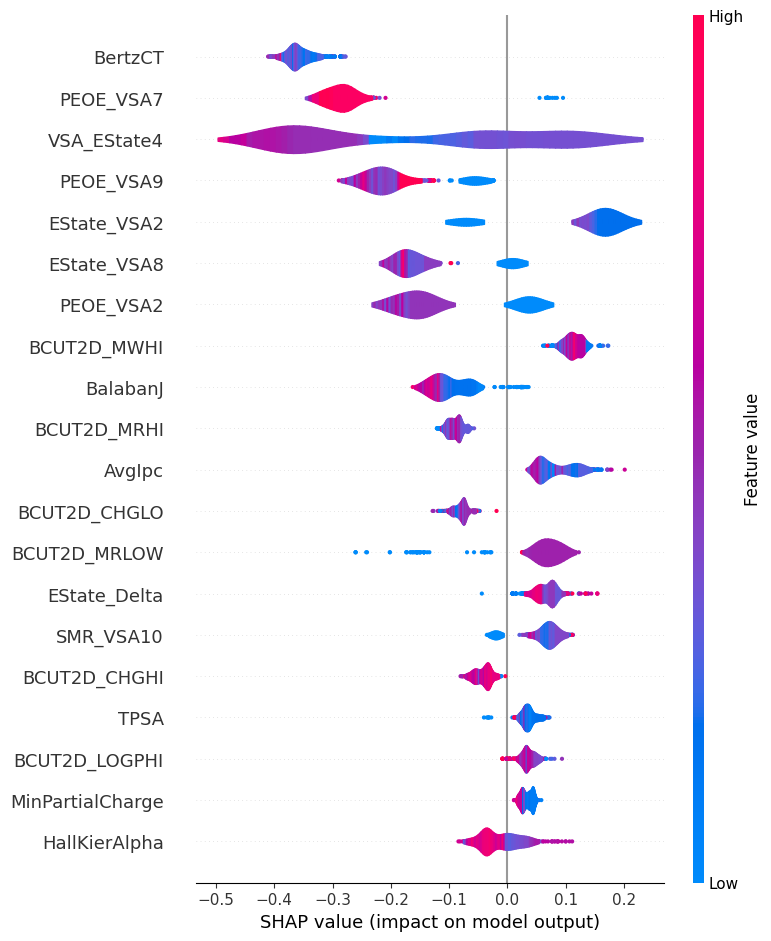 High
BertzCT
PEOE_VSA7
VSA_EState4
PEOE_VSA9
EState_VSA2
EState_VSA8
PEOE_VSA2
BCUT2D_MWHI
BalabanJ
BCUT2D_MRHI
AvgIpc
BCUT2D_CHGLO
BCUT2D_MRLOW
EState_Delta
SMR_VSA10
BCUT2D_CHGHI
TPSA
BCUT2D_LOGPHI
MinPartialCharge
HallKierAlpha
Feature value
Low
−0.5 −0.4 −0.3 −0.2 −0.1 0.0 0.1 0.2
SHAP value (impact on model output)